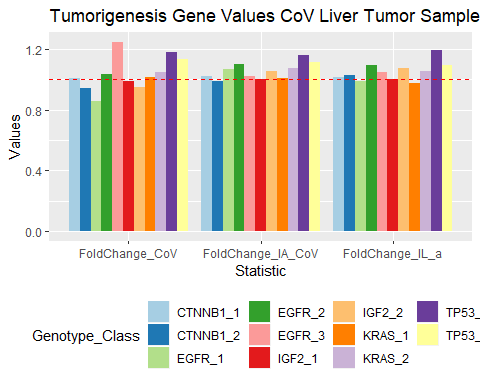 Tumorigenesis Gene Values CoV Liver Tumor Sample
Values
1.2
0.8
0.4
0.0
FoldChange_CoV FoldChange_IA_CoV FoldChange_IL_a
Statistic
Genotype_Class
CTNNB1_1 EGFR_2 IGF2_2 TP53_
CTNNB1_2 EGFR_3 KRAS_1 TP53_
EGFR_1 IGF2_1 KRAS_2